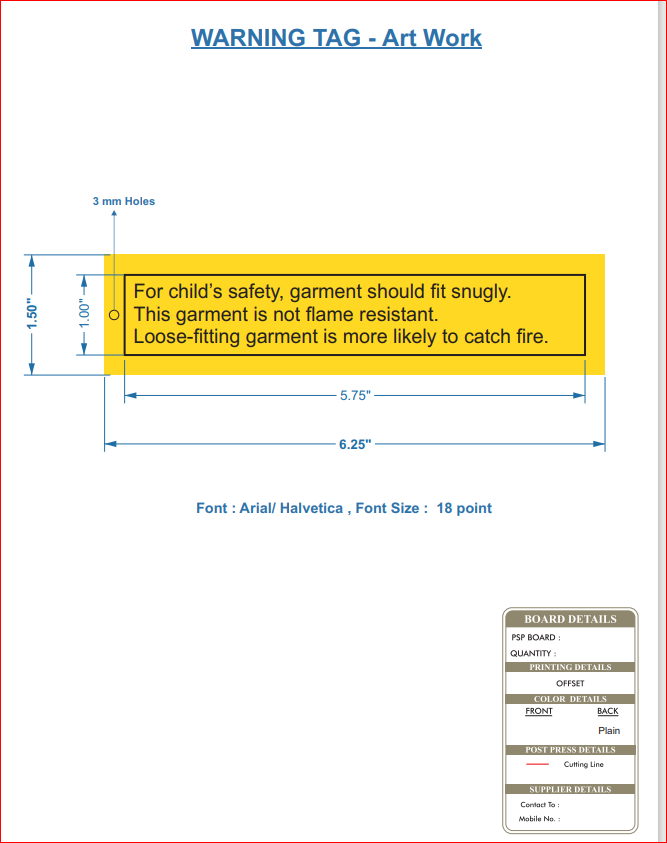 WARNING TAG - Art Work
3 mm Holes
1.50"
1.00"
For child's safety, garment should fit snugly.
This garment is not flame resistant.
Loose-fitting garment is more likely to catch fire.
5.75"
6.25"
Font : Arial/ Halvetica , Font Size : 18 point
BOARD DETAILS
PSP BOARD :
QUANTITY :
PRINTING DETAILS
OFFSET
COLOR DETAILS
FRONT BACK
Plain
POST PRESS DETAILS
Cutting Line
SUPPLIER DETAILS
Contact To :
Mobile No. :